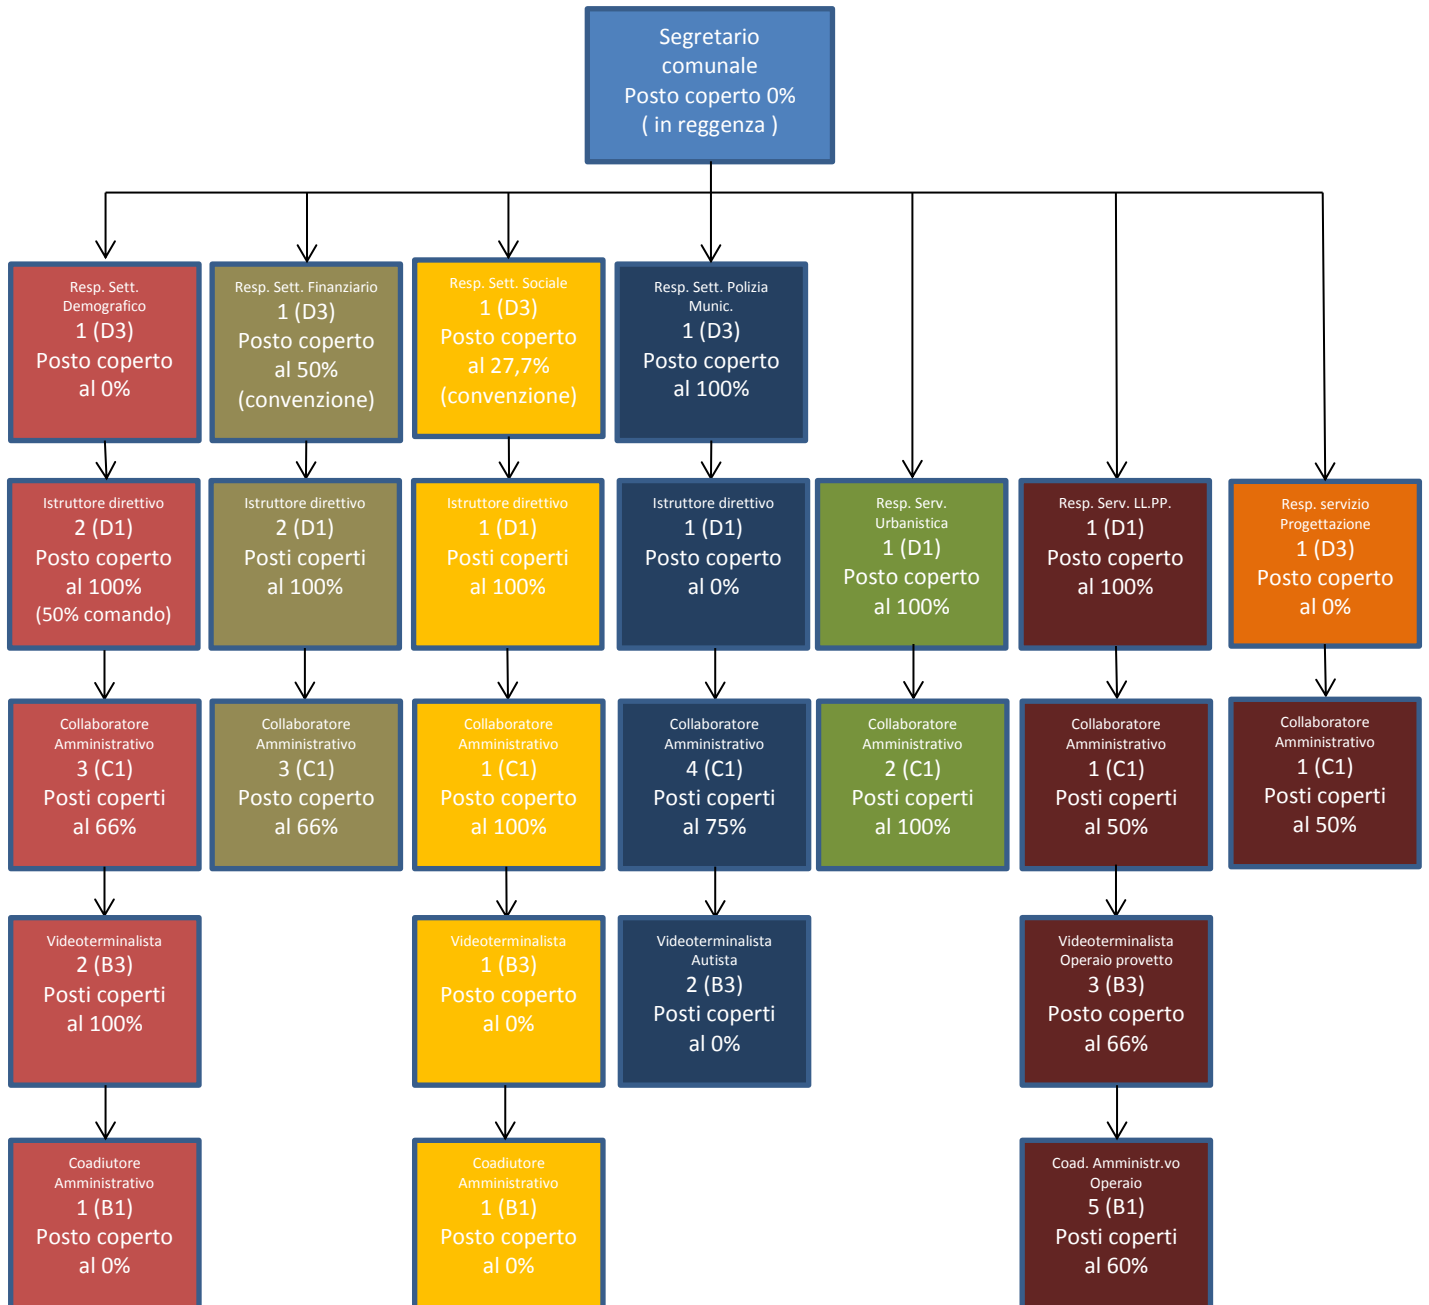 Segretario
comunale
Posto coperto 0%
( in reggenza )
Resp. Sett.
Demografico
1 (D3)
Posto coperto
al 0%
Resp. Sett. Finanziario
1 (D3)
Posto coperto
al 50%
(convenzione)
Resp. Sett. Sociale
1 (D3)
Posto coperto
al 27,7%
(convenzione)
Resp. Sett. Polizia
Munic.
1 (D3)
Posto coperto
al 100%
Istruttore direttivo
2 (D1)
Posto coperto
al 100%
(50% comando)
Istruttore direttivo
2 (D1)
Posti coperti
al 100%
Istruttore direttivo
1 (D1)
Posti coperti
al 100%
Istruttore direttivo
1 (D1)
Posto coperto
al 0%
Resp. Serv.
Urbanistica
1 (D1)
Posto coperto
al 100%
Resp. Serv. LL.PP.
1 (D1)
Posto coperto
al 100%
Resp. servizio
Progettazione
1 (D3)
Posto coperto
al 0%
Collaboratore
Amministrativo
3 (C1)
Posti coperti
al 66%
Collaboratore
Amministrativo
3 (C1)
Posto coperto
al 66%
Collaboratore
Amministrativo
1 (C1)
Posto coperto
al 100%
Collaboratore
Amministrativo
4 (C1)
Posti coperti
al 75%
Collaboratore
Amministrativo
2 (C1)
Posti coperti
al 100%
Collaboratore
Amministrativo
1 (C1)
Posti coperti
al 50%
Collaboratore
Amministrativo
1 (C1)
Posti coperti
al 50%
Videoterminalista
2 (B3)
Posti coperti
al 100%
Videoterminalista
1 (B3)
Posto coperto
al 0%
Videoterminalista
Autista
2 (B3)
Posti coperti
al 0%
Videoterminalista
Operaio provetto
3 (B3)
Posto coperto
al 66%
Coadiutore
Amministrativo
1 (B1)
Posto coperto
al 0%
Coadiutore
Amministrativo
1 (B1)
Posto coperto
al 0%
Coad. Amministr.vo
Operaio
5 (B1)
Posti coperti
al 60%